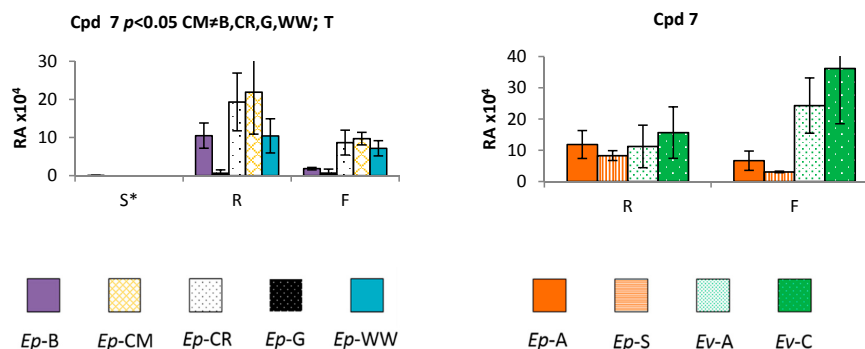 Cpd 7 p<0.05 CM≠B,CR,G,WW; T
RA x10⁴
30
20
10
0
S* R F
Cpd 7
RA x10⁴
40
30
20
10
0
R F
Ep-B Ep-CM Ep-CR Ep-G Ep-WW
Ep-A Ep-S Ev-A Ev-C